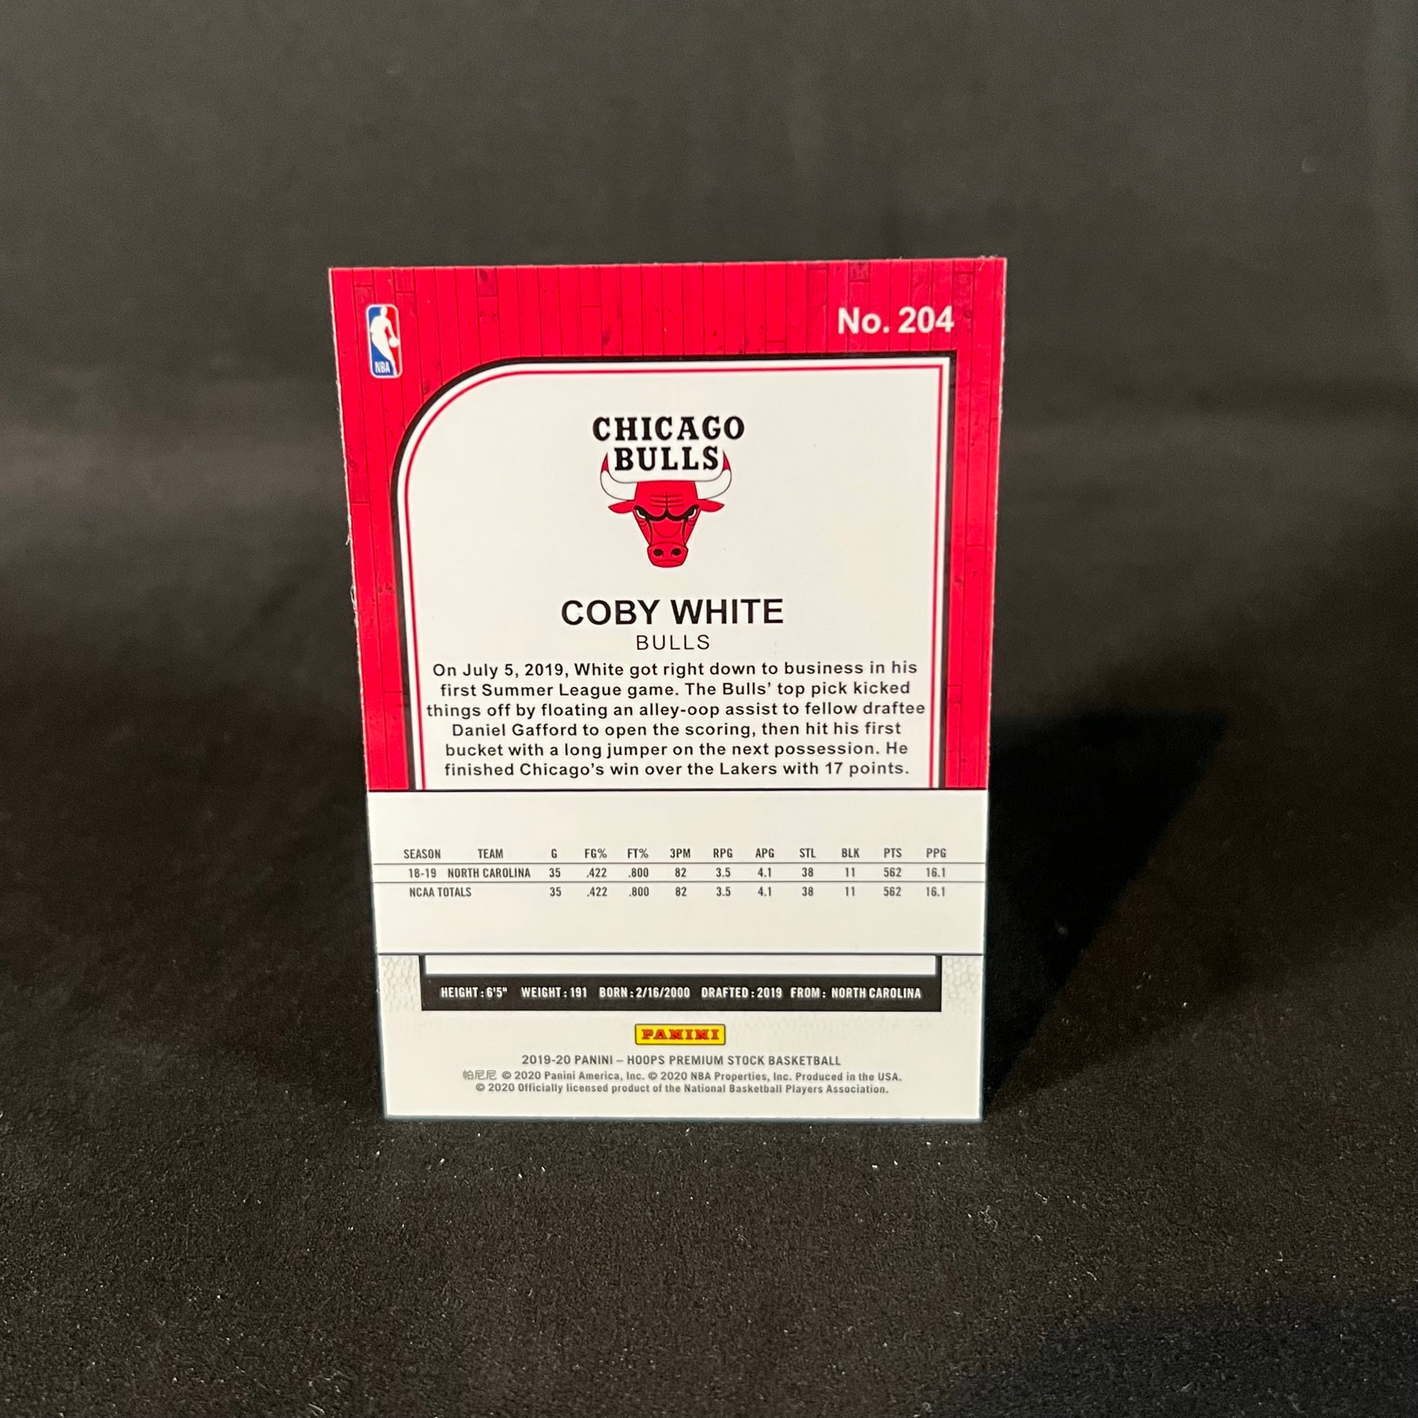 No. 204
NBA
CHICAGO
BULLS
COBY WHITE
BULLS
On July 5, 2019, White got right down to business in his
first Summer League game. The Bulls' top pick kicked
things off by floating an alley-oop assist to fellow draftee
Daniel Gafford to open the scoring, then hit his first
bucket with a long jumper on the next possession. He
finished Chicago's win over the Lakers with 17 points.
SEASON TEAM G FG% FT% 3PM RPG APG STL BLK PTS PPG
18-19 NORTH CAROLINA 35 .422 .800 82 3.5 4.1 38 11 562 16.1
NCAA TOTALS 35 .422 .800 82 3.5 4.1 38 11 562 16.1
HEIGHT: 6'5" WEIGHT: 191 BORN: 2/16/2000 DRAFTED: 2019 FROM: NORTH CAROLINA
PANINI
2019-20 PANINI – HOOPS PREMIUM STOCK BASKETBALL
帕尼尼 © 2020 Panini America, Inc. © 2020 NBA Properties, Inc. Produced in the USA.
© 2020 Officially licensed product of the National Basketball Players Association.